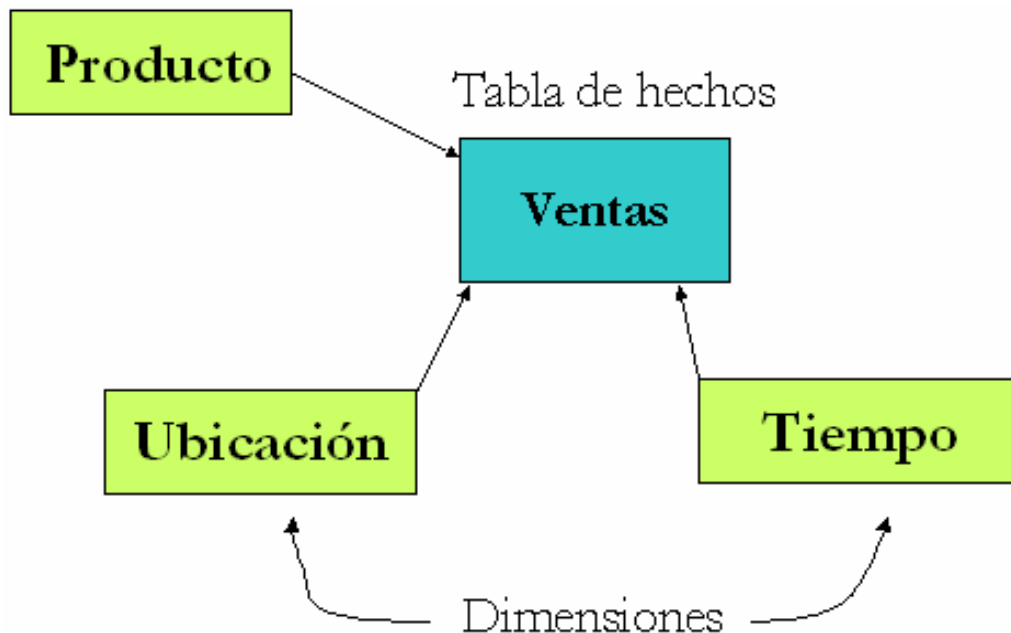 Producto
Tabla de hechos
Ventas
Ubicación
Tiempo
Dimensiones